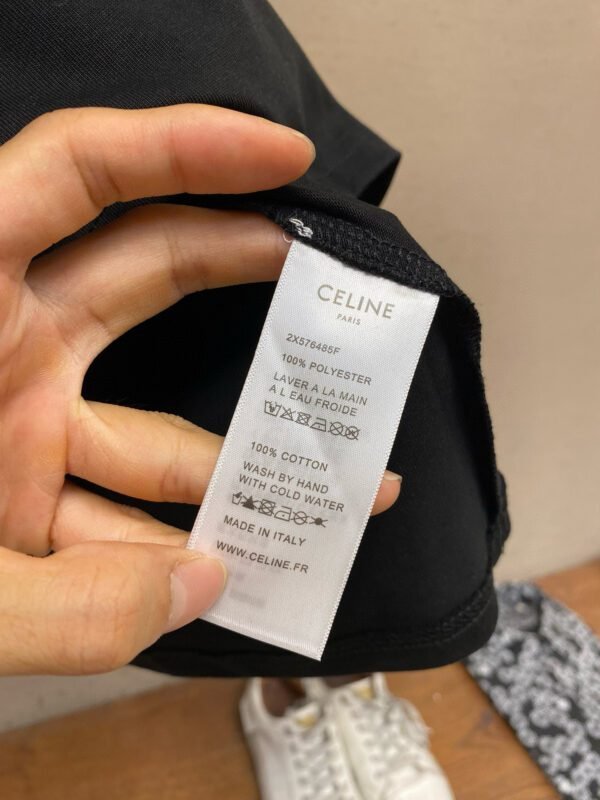 CELINE
PARIS
2X576485F
100% POLYESTER
LAVER A LA MAIN
A L EAU FROIDE
100% COTTON
WASH BY HAND
WITH COLD WATER
MADE IN ITALY
WWW.CELINE.FR